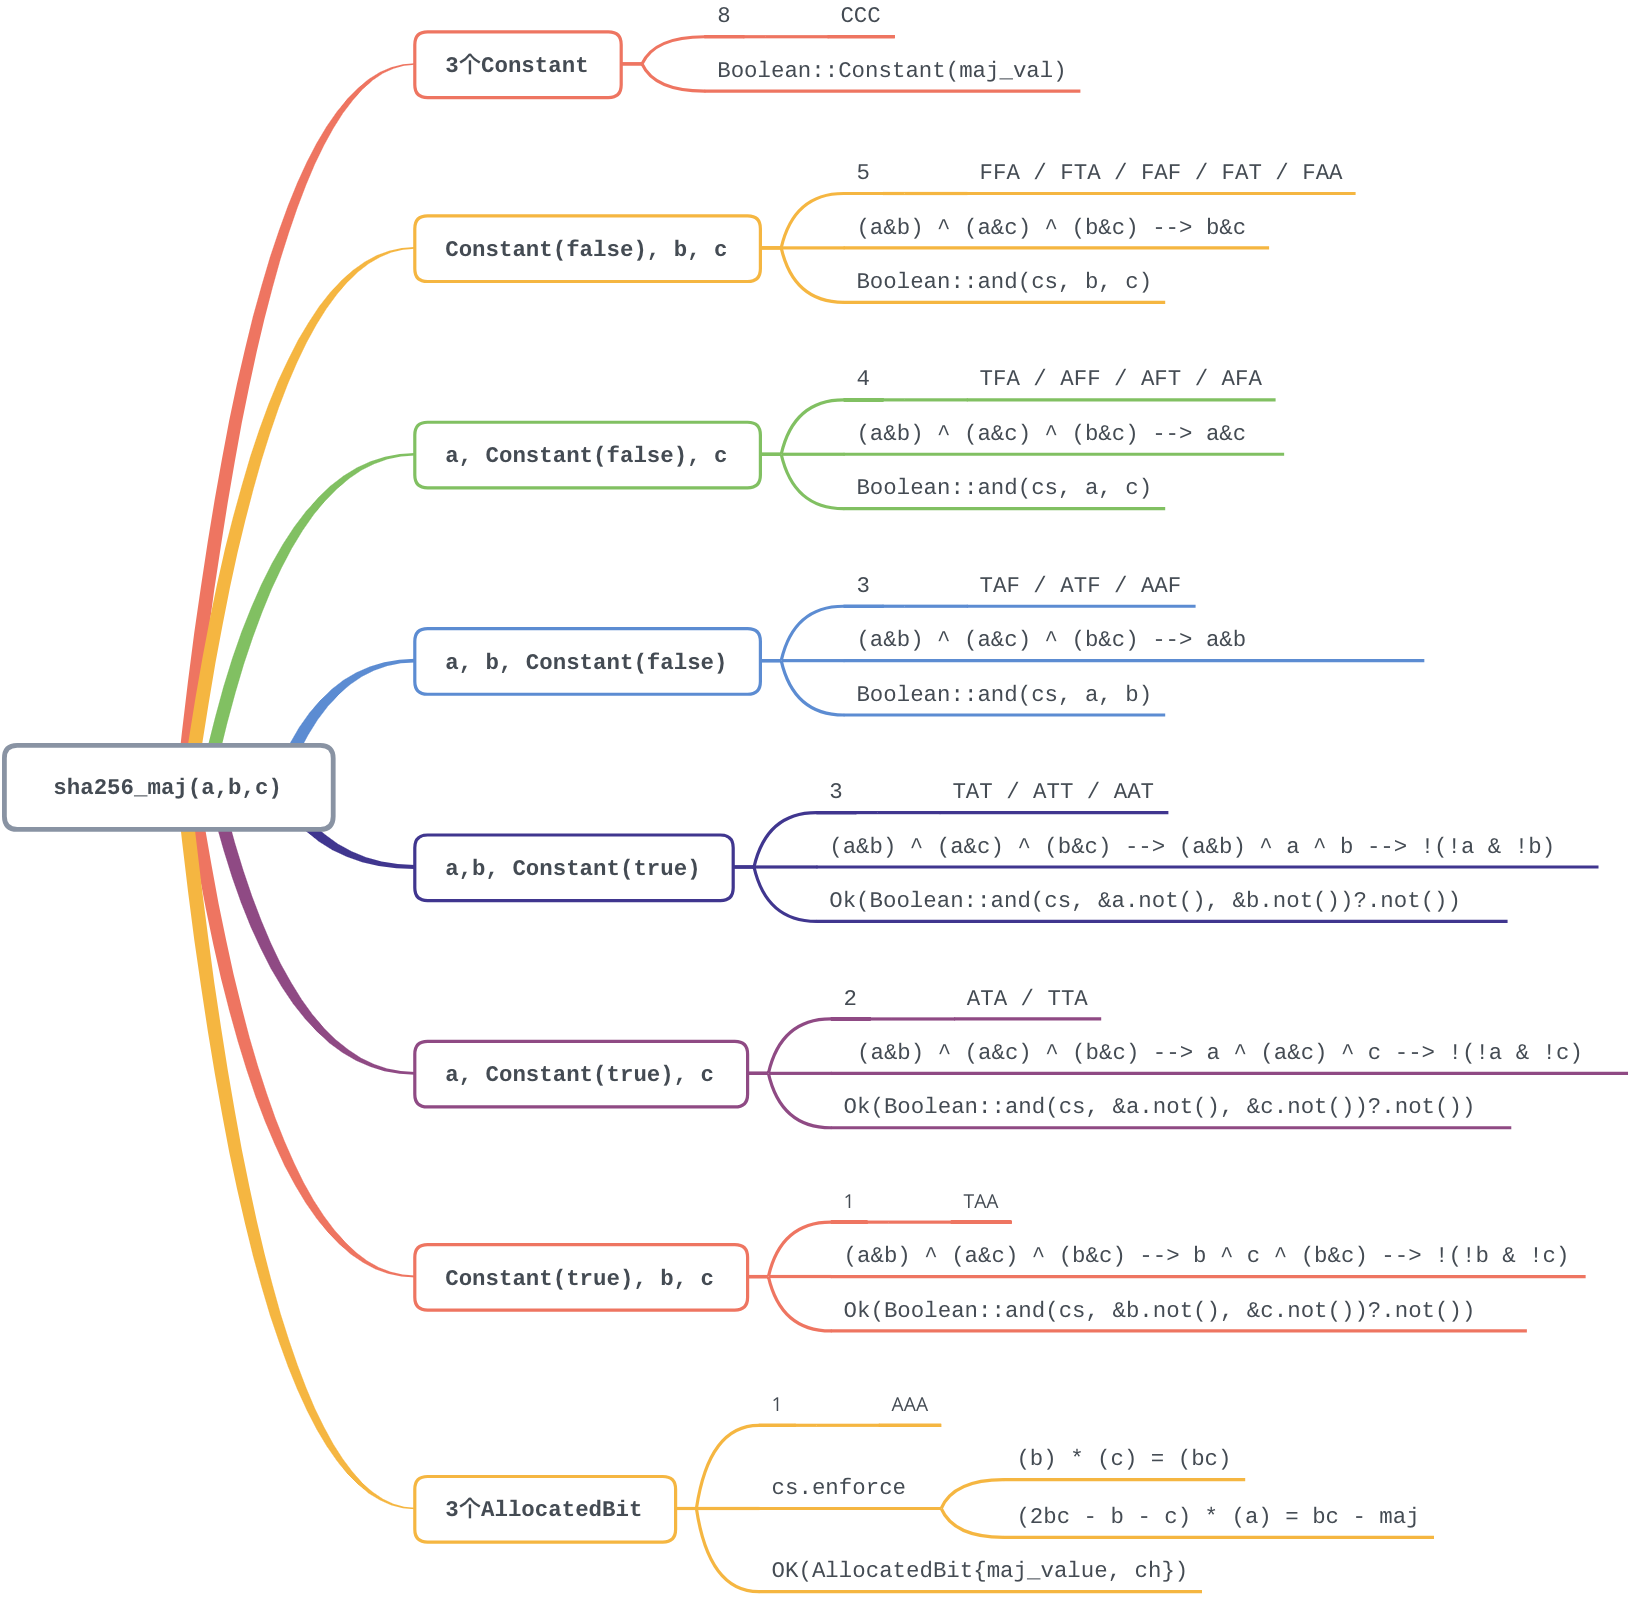 sha256_maj(a,b,c)
3个Constant
8 CCC
Boolean::Constant(maj_val)
Constant(false), b, c
5 FFA / FTA / FAF / FAT / FAA
(a&b) ^ (a&c) ^ (b&c) --> b&c
Boolean::and(cs, b, c)
a, Constant(false), c
4 TFA / AFF / AFT / AFA
(a&b) ^ (a&c) ^ (b&c) --> a&c
Boolean::and(cs, a, c)
a, b, Constant(false)
3 TAF / ATF / AAF
(a&b) ^ (a&c) ^ (b&c) --> a&b
Boolean::and(cs, a, b)
a,b, Constant(true)
3 TAT / ATT / AAT
(a&b) ^ (a&c) ^ (b&c) --> (a&b) ^ a ^ b --> !(!a & !b)
Ok(Boolean::and(cs, &a.not(), &b.not())?.not())
a, Constant(true), c
2 ATA / TTA
(a&b) ^ (a&c) ^ (b&c) --> a ^ (a&c) ^ c --> !(!a & !c)
Ok(Boolean::and(cs, &a.not(), &c.not())?.not())
Constant(true), b, c
1 TAA
(a&b) ^ (a&c) ^ (b&c) --> b ^ c ^ (b&c) --> !(!b & !c)
Ok(Boolean::and(cs, &b.not(), &c.not())?.not())
3个AllocatedBit
1 AAA
cs.enforce
(b) * (c) = (bc)
(2bc - b - c) * (a) = bc - maj
OK(AllocatedBit{maj_value, ch})